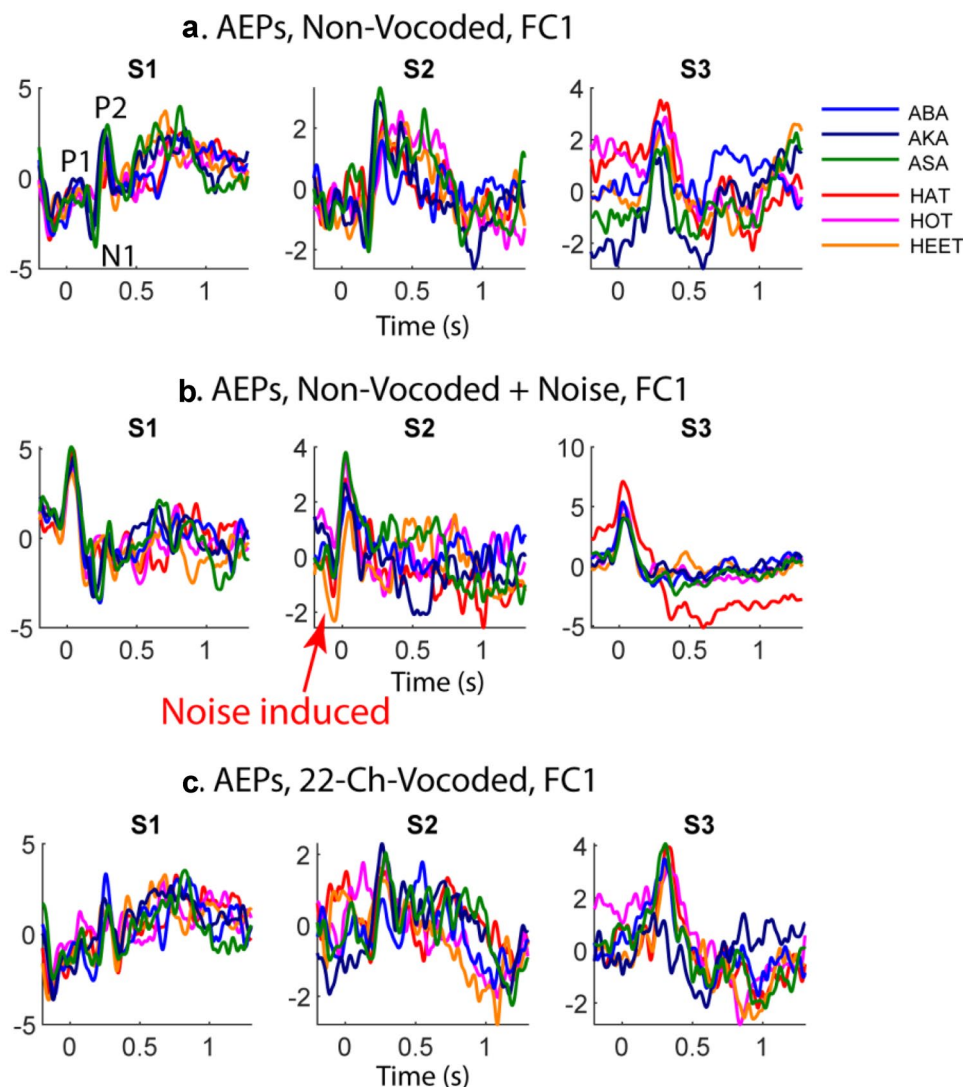 a. AEPs, Non-Vocoded, FC1
S1 S2 S3
5 0 -5
P1 P2 N1
0 0.5 1
2 0 -2
0 0.5 1
4 2 0 -2
0 0.5 1
Time (s)
ABA
AKA
ASA
HAT
HOT
HEET
b. AEPs, Non-Vocoded + Noise, FC1
S1 S2 S3
5 0 -5
0 0.5 1
4 2 0 -2
0 0.5 1
10 5 0 -5
0 0.5 1
Time (s)
Noise induced
c. AEPs, 22-Ch-Vocoded, FC1
S1 S2 S3
5 0 -5
0 0.5 1
2 0 -2
0 0.5 1
4 2 0 -2
0 0.5 1
Time (s)